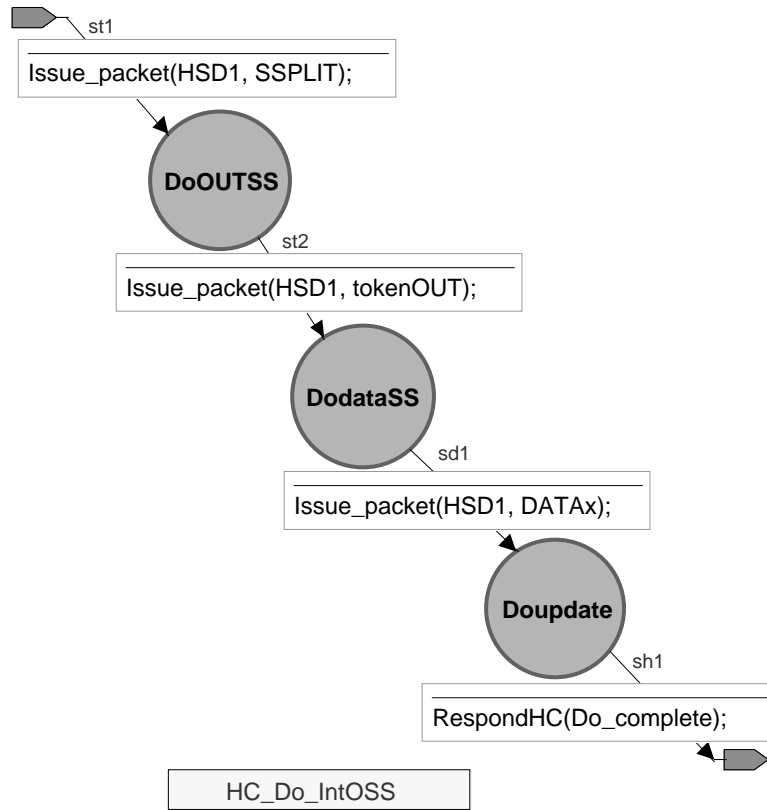 st1
Issue_packet(HSD1, SSPLIT);
DoOUTSS
st2
Issue_packet(HSD1, tokenOUT);
DodataSS
sd1
Issue_packet(HSD1, DATAx);
Doupdate
sh1
RespondHC(Do_complete);
HC_Do_IntOSS